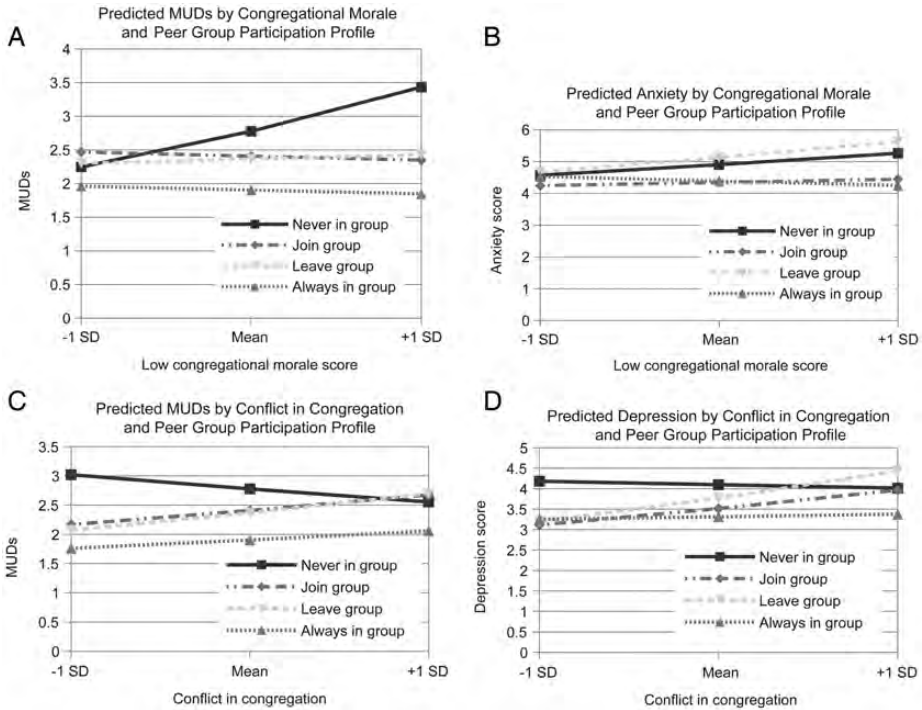 A
Predicted MUDs by Congregational Morale
and Peer Group Participation Profile
4
3.5
3
2.5
2
1.5
1
0.5
0
MUDs
Never in group
Join group
Leave group
Always in group
-1 SD
Mean
+1 SD
Low congregational morale score
B
Predicted Anxiety by Congregational Morale
and Peer Group Participation Profile
6
5
4
3
2
1
0
Anxiety score
Never in group
Join group
Leave group
Always in group
-1 SD
Mean
+1 SD
Low congregational morale score
C
Predicted MUDs by Conflict in Congregation
and Peer Group Participation Profile
3.5
3
2.5
2
1.5
1
0.5
0
MUDs
Never in group
Join group
Leave group
Always in group
-1 SD
Mean
+1 SD
Conflict in congregation
D
Predicted Depression by Conflict in Congregation
and Peer Group Participation Profile
5
4.5
4
3.5
3
2.5
2
1.5
1
0.5
0
Depression score
Never in group
Join group
Leave group
Always in group
-1 SD
Mean
+1 SD
Conflict in congregation